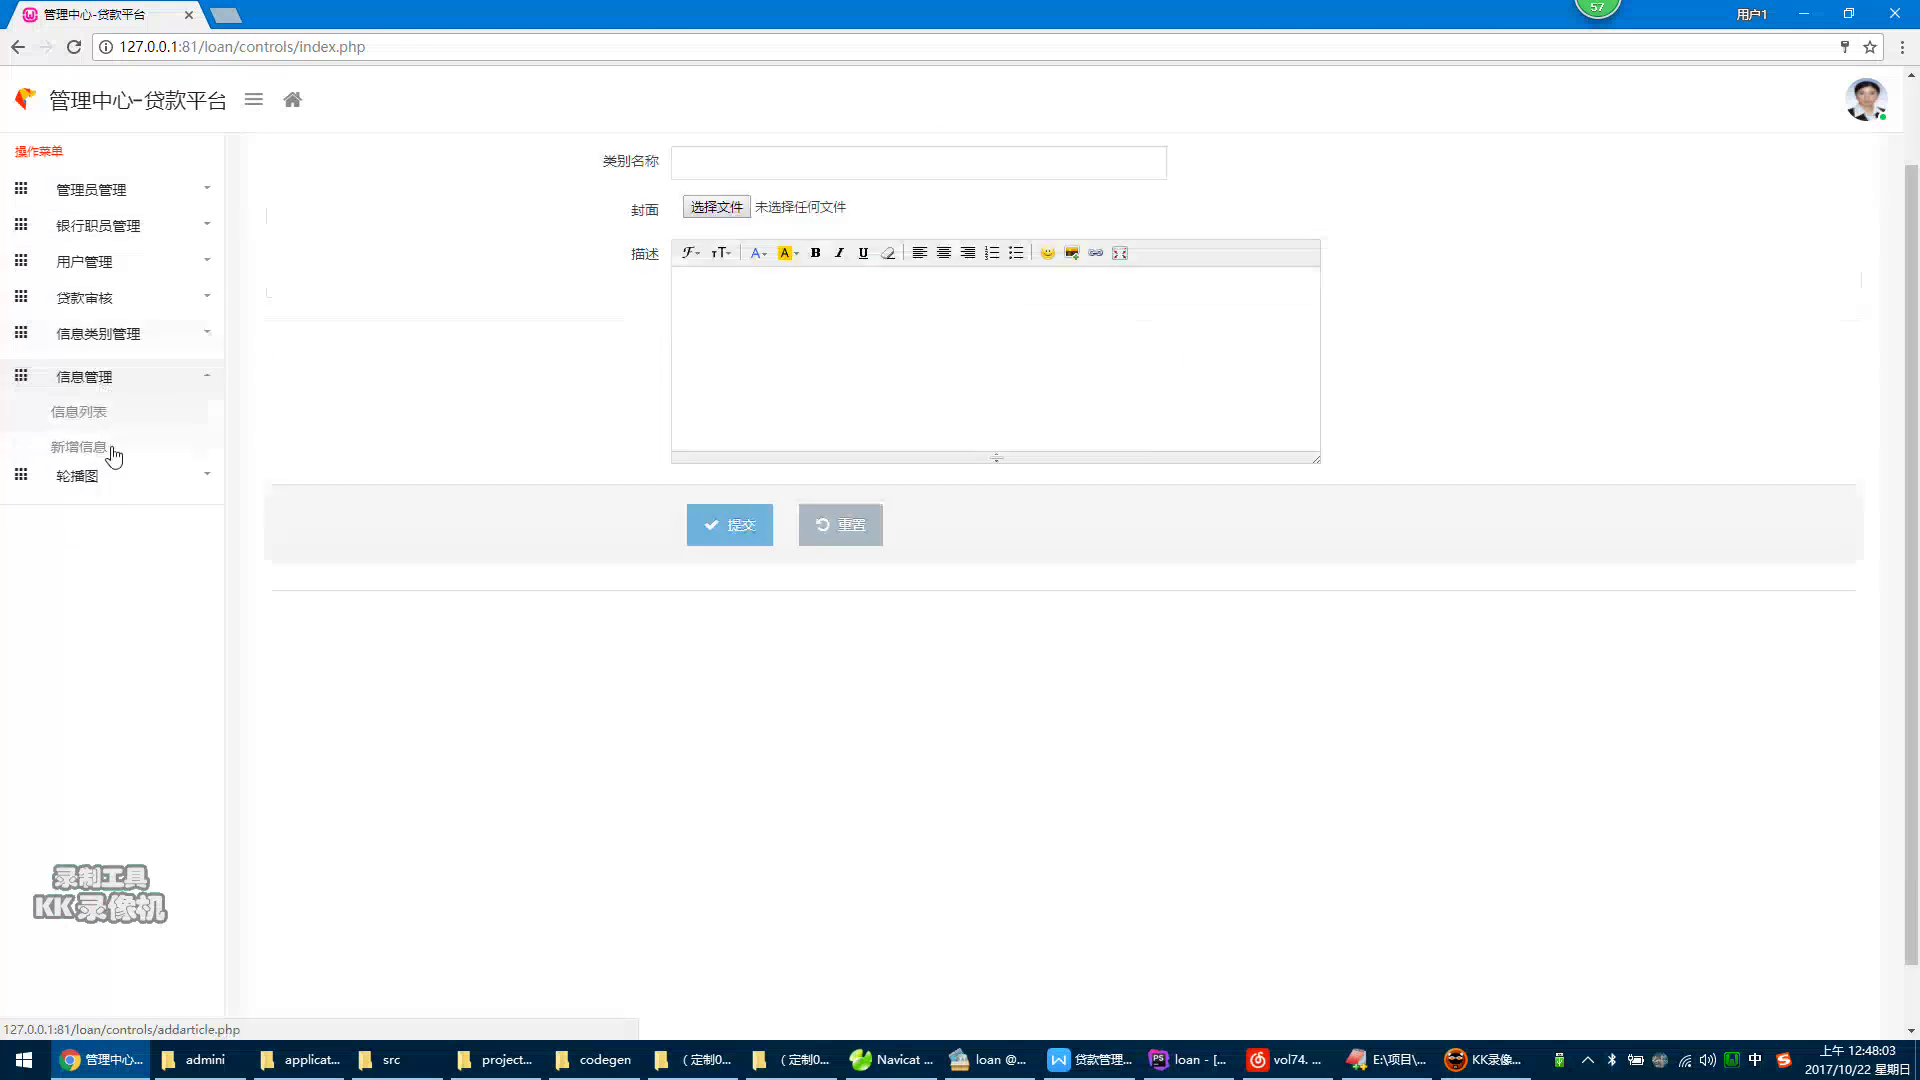 管理中心-贷款平台
57
用户1
127.0.0.1:81/loan/controls/index.php
管理中心-贷款平台
操作菜单
管理员管理
银行职员管理
用户管理
贷款审核
信息类别管理
信息管理
信息列表
新增信息
轮播图
类别名称
封面
选择文件 未选择任何文件
描述
提交
重置
录制工具
KK录像机
127.0.0.1:81/loan/controls/addarticle.php
管理中心...
admini
applicat...
src
project...
codegen
(定制0...
(定制0...
Navicat ...
loan @...
贷款管理...
loan - [...
vol74. ...
E:\项目\...
KK录像...
中
上午 12:48:03
2017/10/22 星期日